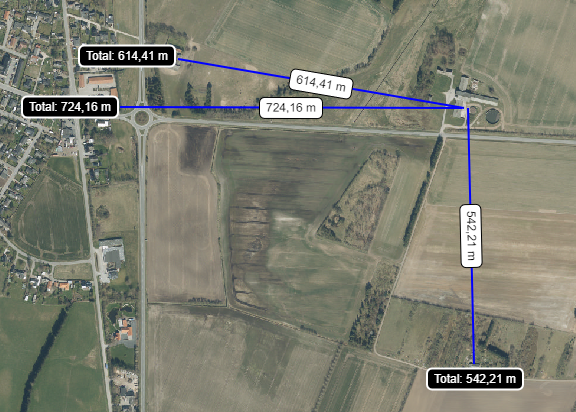 Total: 614,41 m
614,41 m
Total: 724,16 m
724,16 m
542,21 m
Total: 542,21 m